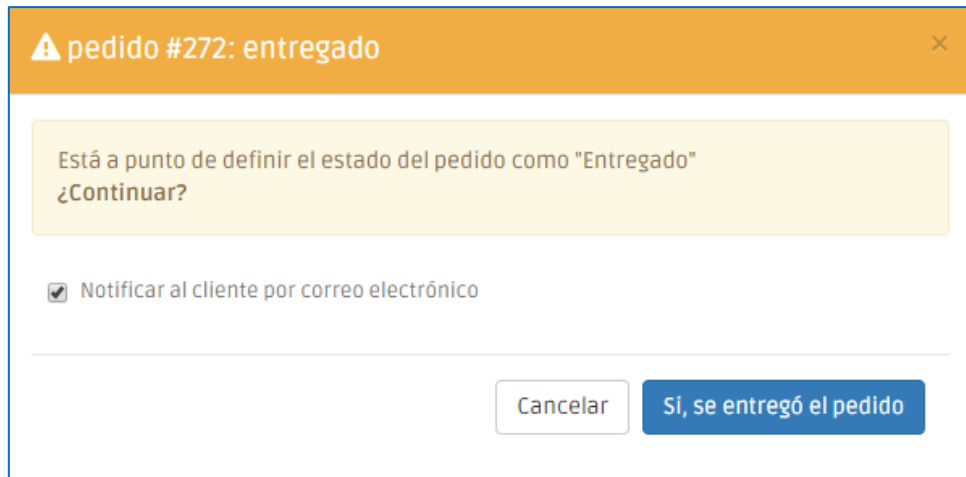 pedido #272: entregado
×
Está a punto de definir el estado del pedido como "Entregado"
¿Continuar?
Notificar al cliente por correo electrónico
Cancelar
Si, se entregó el pedido